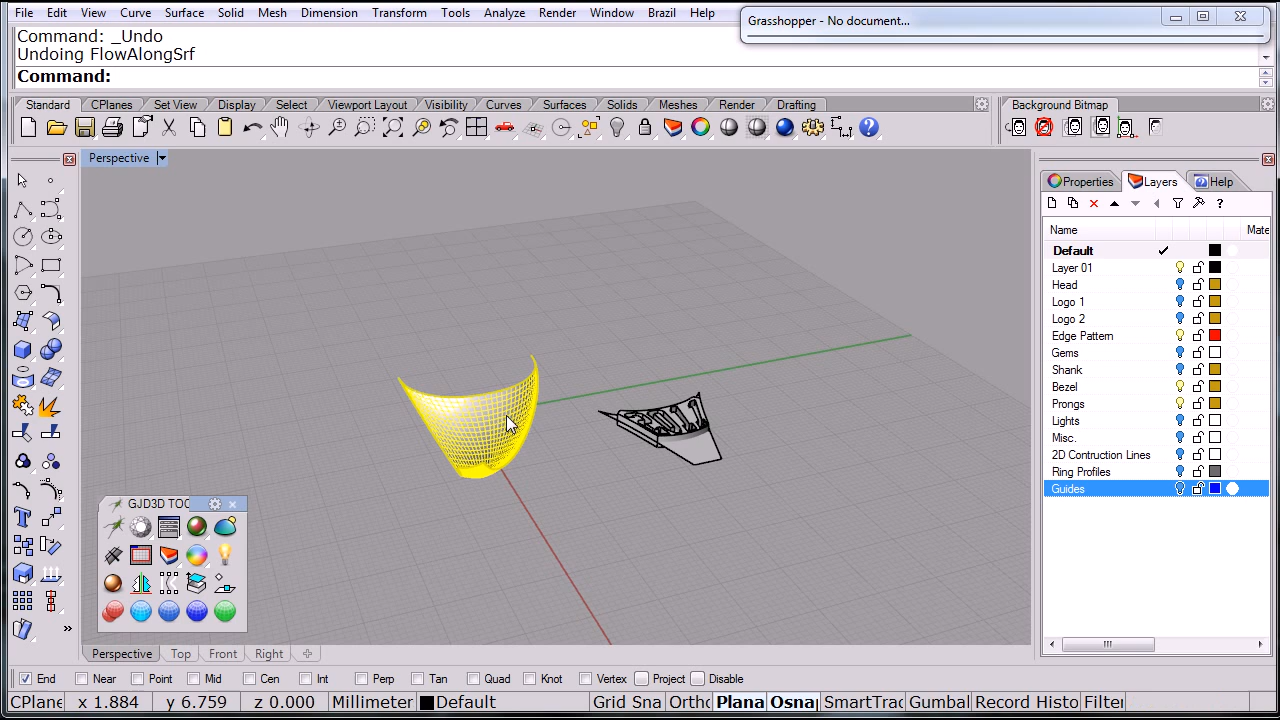 File Edit View Curve Surface Solid Mesh Dimension Transform Tools Analyze Render Window Brazil Help
Grasshopper - No document...
Command: _Undo
Undoing FlowAlongSrf
Command:
Standard CPlanes Set View Display Select Viewport Layout Visibility Curves Surfaces Solids Meshes Render Drafting
Background Bitmap
Perspective
Properties Layers Help
Name Mate
Default
Layer 01
Head
Logo 1
Logo 2
Edge Pattern
Gems
Shank
Bezel
Prongs
Lights
Misc.
2D Contruction Lines
Ring Profiles
Guides
GJD3D TOO
Perspective Top Front Right
End Near Point Mid Cen Int Perp Tan Quad Knot Vertex Project Disable
CPlane x 1.884 y 6.759 z 0.000 Millimeter Default Grid Sna Ortho Plana Osnap SmartTrac Gumbal Record Histo Filter